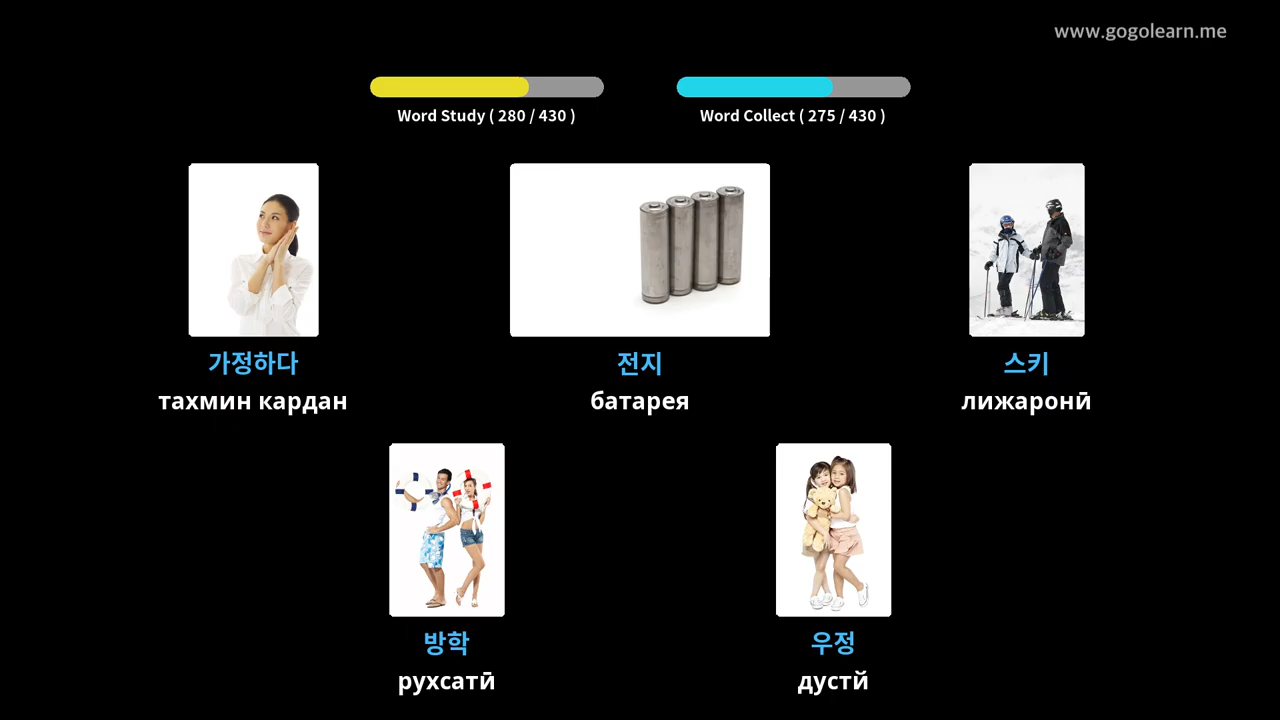 www.gogolearn.me
Word Study ( 280 / 430 )
Word Collect ( 275 / 430 )
가정하다
전지
스키
тахмин кардан
батарея
лижаронӣ
방학
우정
рухсатӣ
дустй